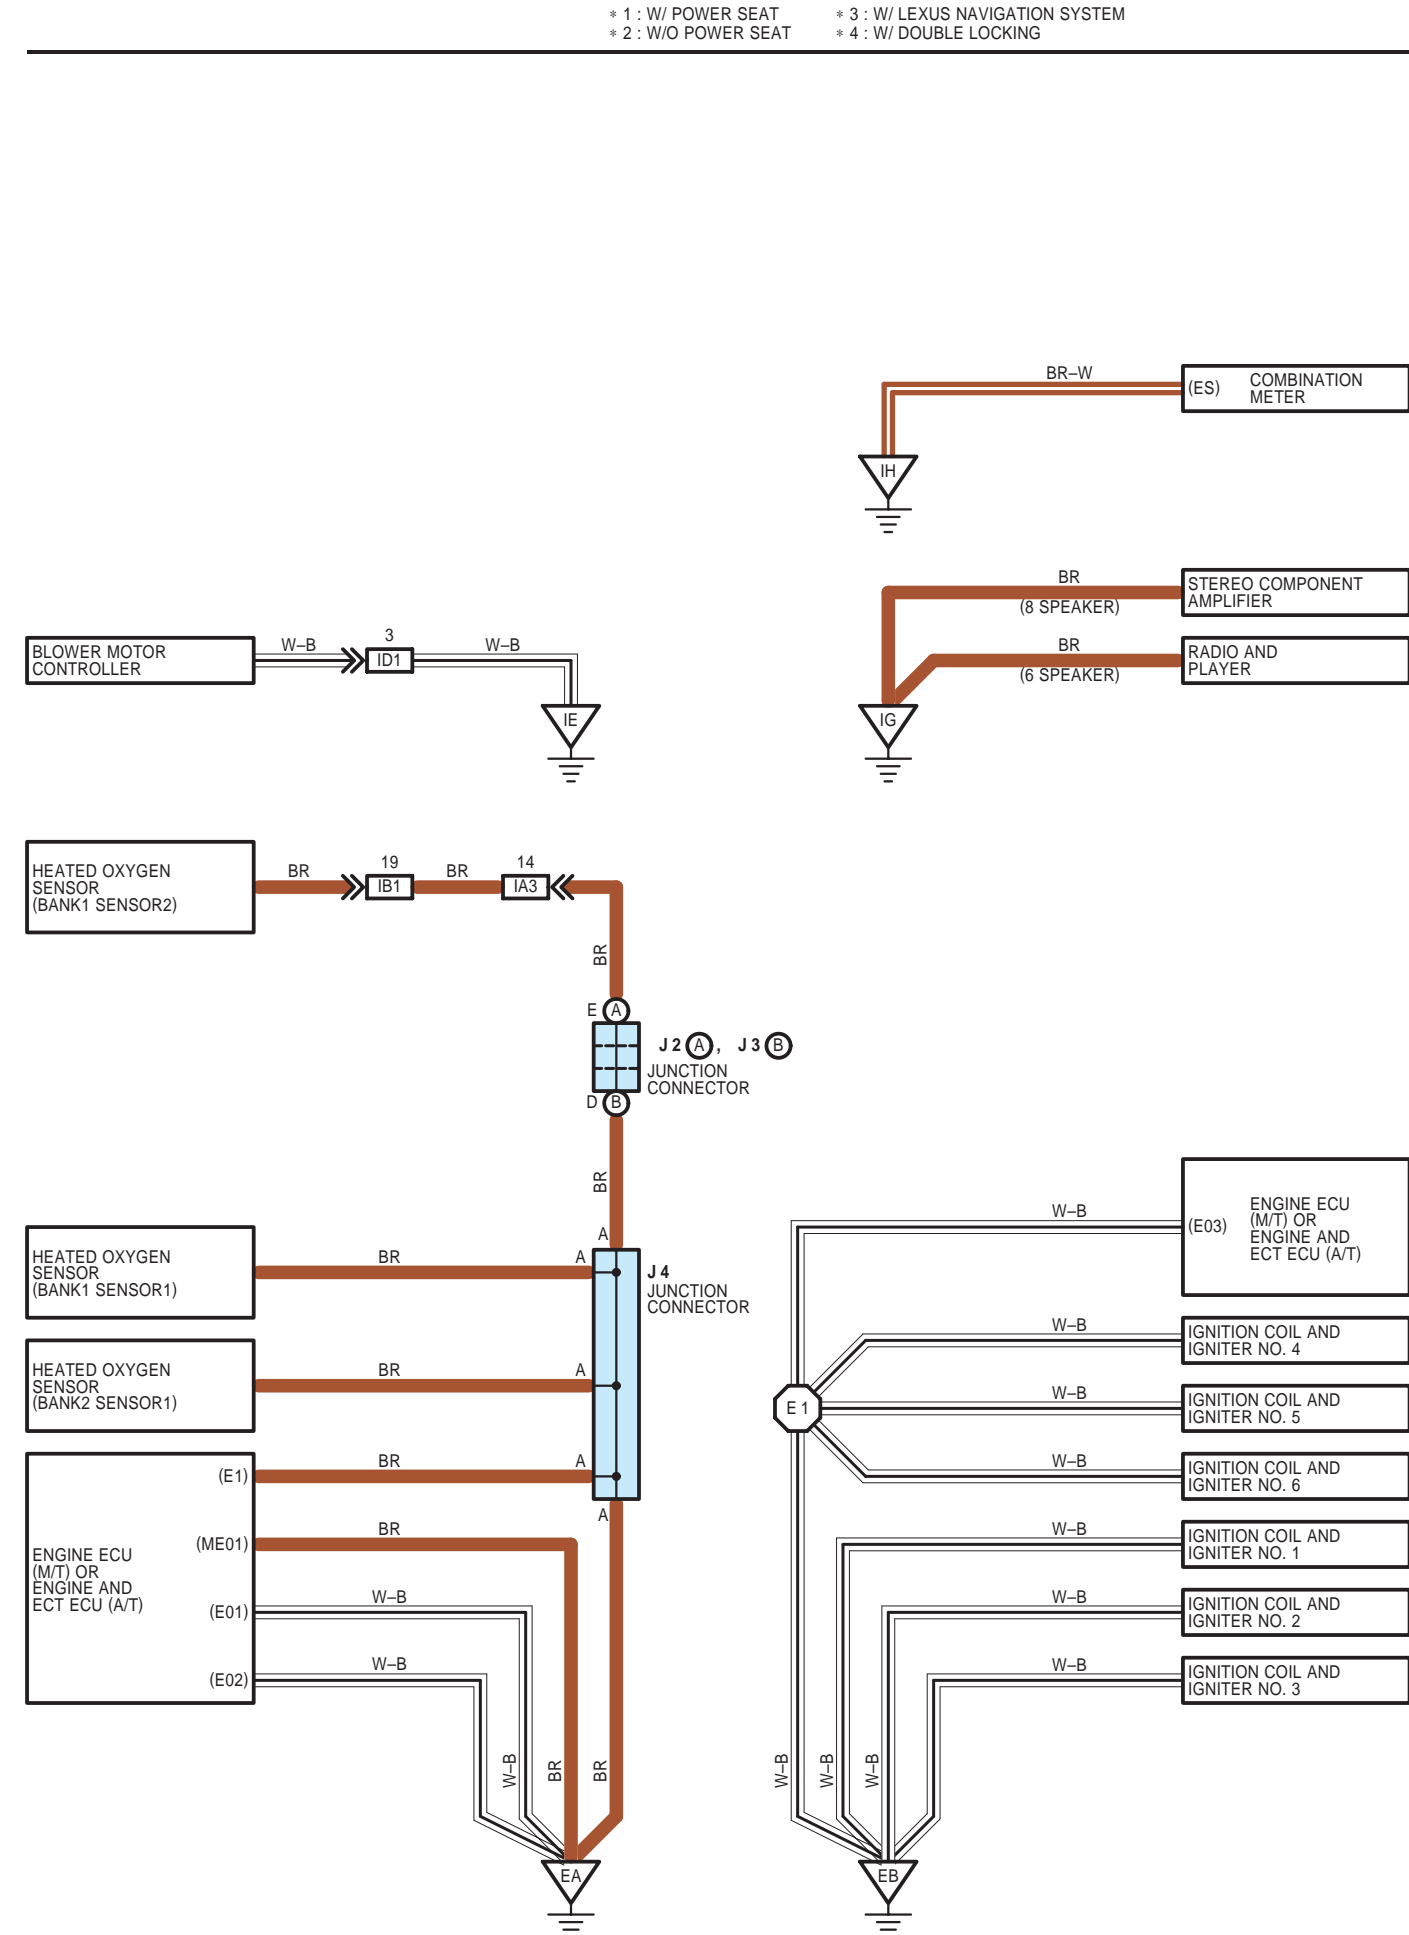 ∗ 1 : W/ POWER SEAT
∗ 2 : W/O POWER SEAT
∗ 3 : W/ LEXUS NAVIGATION SYSTEM
∗ 4 : W/ DOUBLE LOCKING
BR–W
(ES)
COMBINATION
METER
IH
BR
(8 SPEAKER)
STEREO COMPONENT
AMPLIFIER
BR
(6 SPEAKER)
RADIO AND
PLAYER
IG
BLOWER MOTOR
CONTROLLER
W–B
3
ID1
W–B
IE
HEATED OXYGEN
SENSOR
(BANK1 SENSOR2)
BR
19
IB1
BR
14
IA3
BR
E
A
J 2 A , J 3 B
JUNCTION
CONNECTOR
D
B
BR
A
HEATED OXYGEN
SENSOR
(BANK1 SENSOR1)
BR
A
J 4
JUNCTION
CONNECTOR
HEATED OXYGEN
SENSOR
(BANK2 SENSOR1)
BR
A
(E1)
BR
A
A
(ME01)
BR
ENGINE ECU
(M/T) OR
ENGINE AND
ECT ECU (A/T)
(E01)
W–B
(E02)
W–B
W–B
BR
BR
EA
W–B
(E03)
ENGINE ECU
(M/T) OR
ENGINE AND
ECT ECU (A/T)
W–B
IGNITION COIL AND
IGNITER NO. 4
E 1
W–B
IGNITION COIL AND
IGNITER NO. 5
W–B
IGNITION COIL AND
IGNITER NO. 6
W–B
IGNITION COIL AND
IGNITER NO. 1
W–B
IGNITION COIL AND
IGNITER NO. 2
W–B
IGNITION COIL AND
IGNITER NO. 3
W–B
W–B
W–B
EB